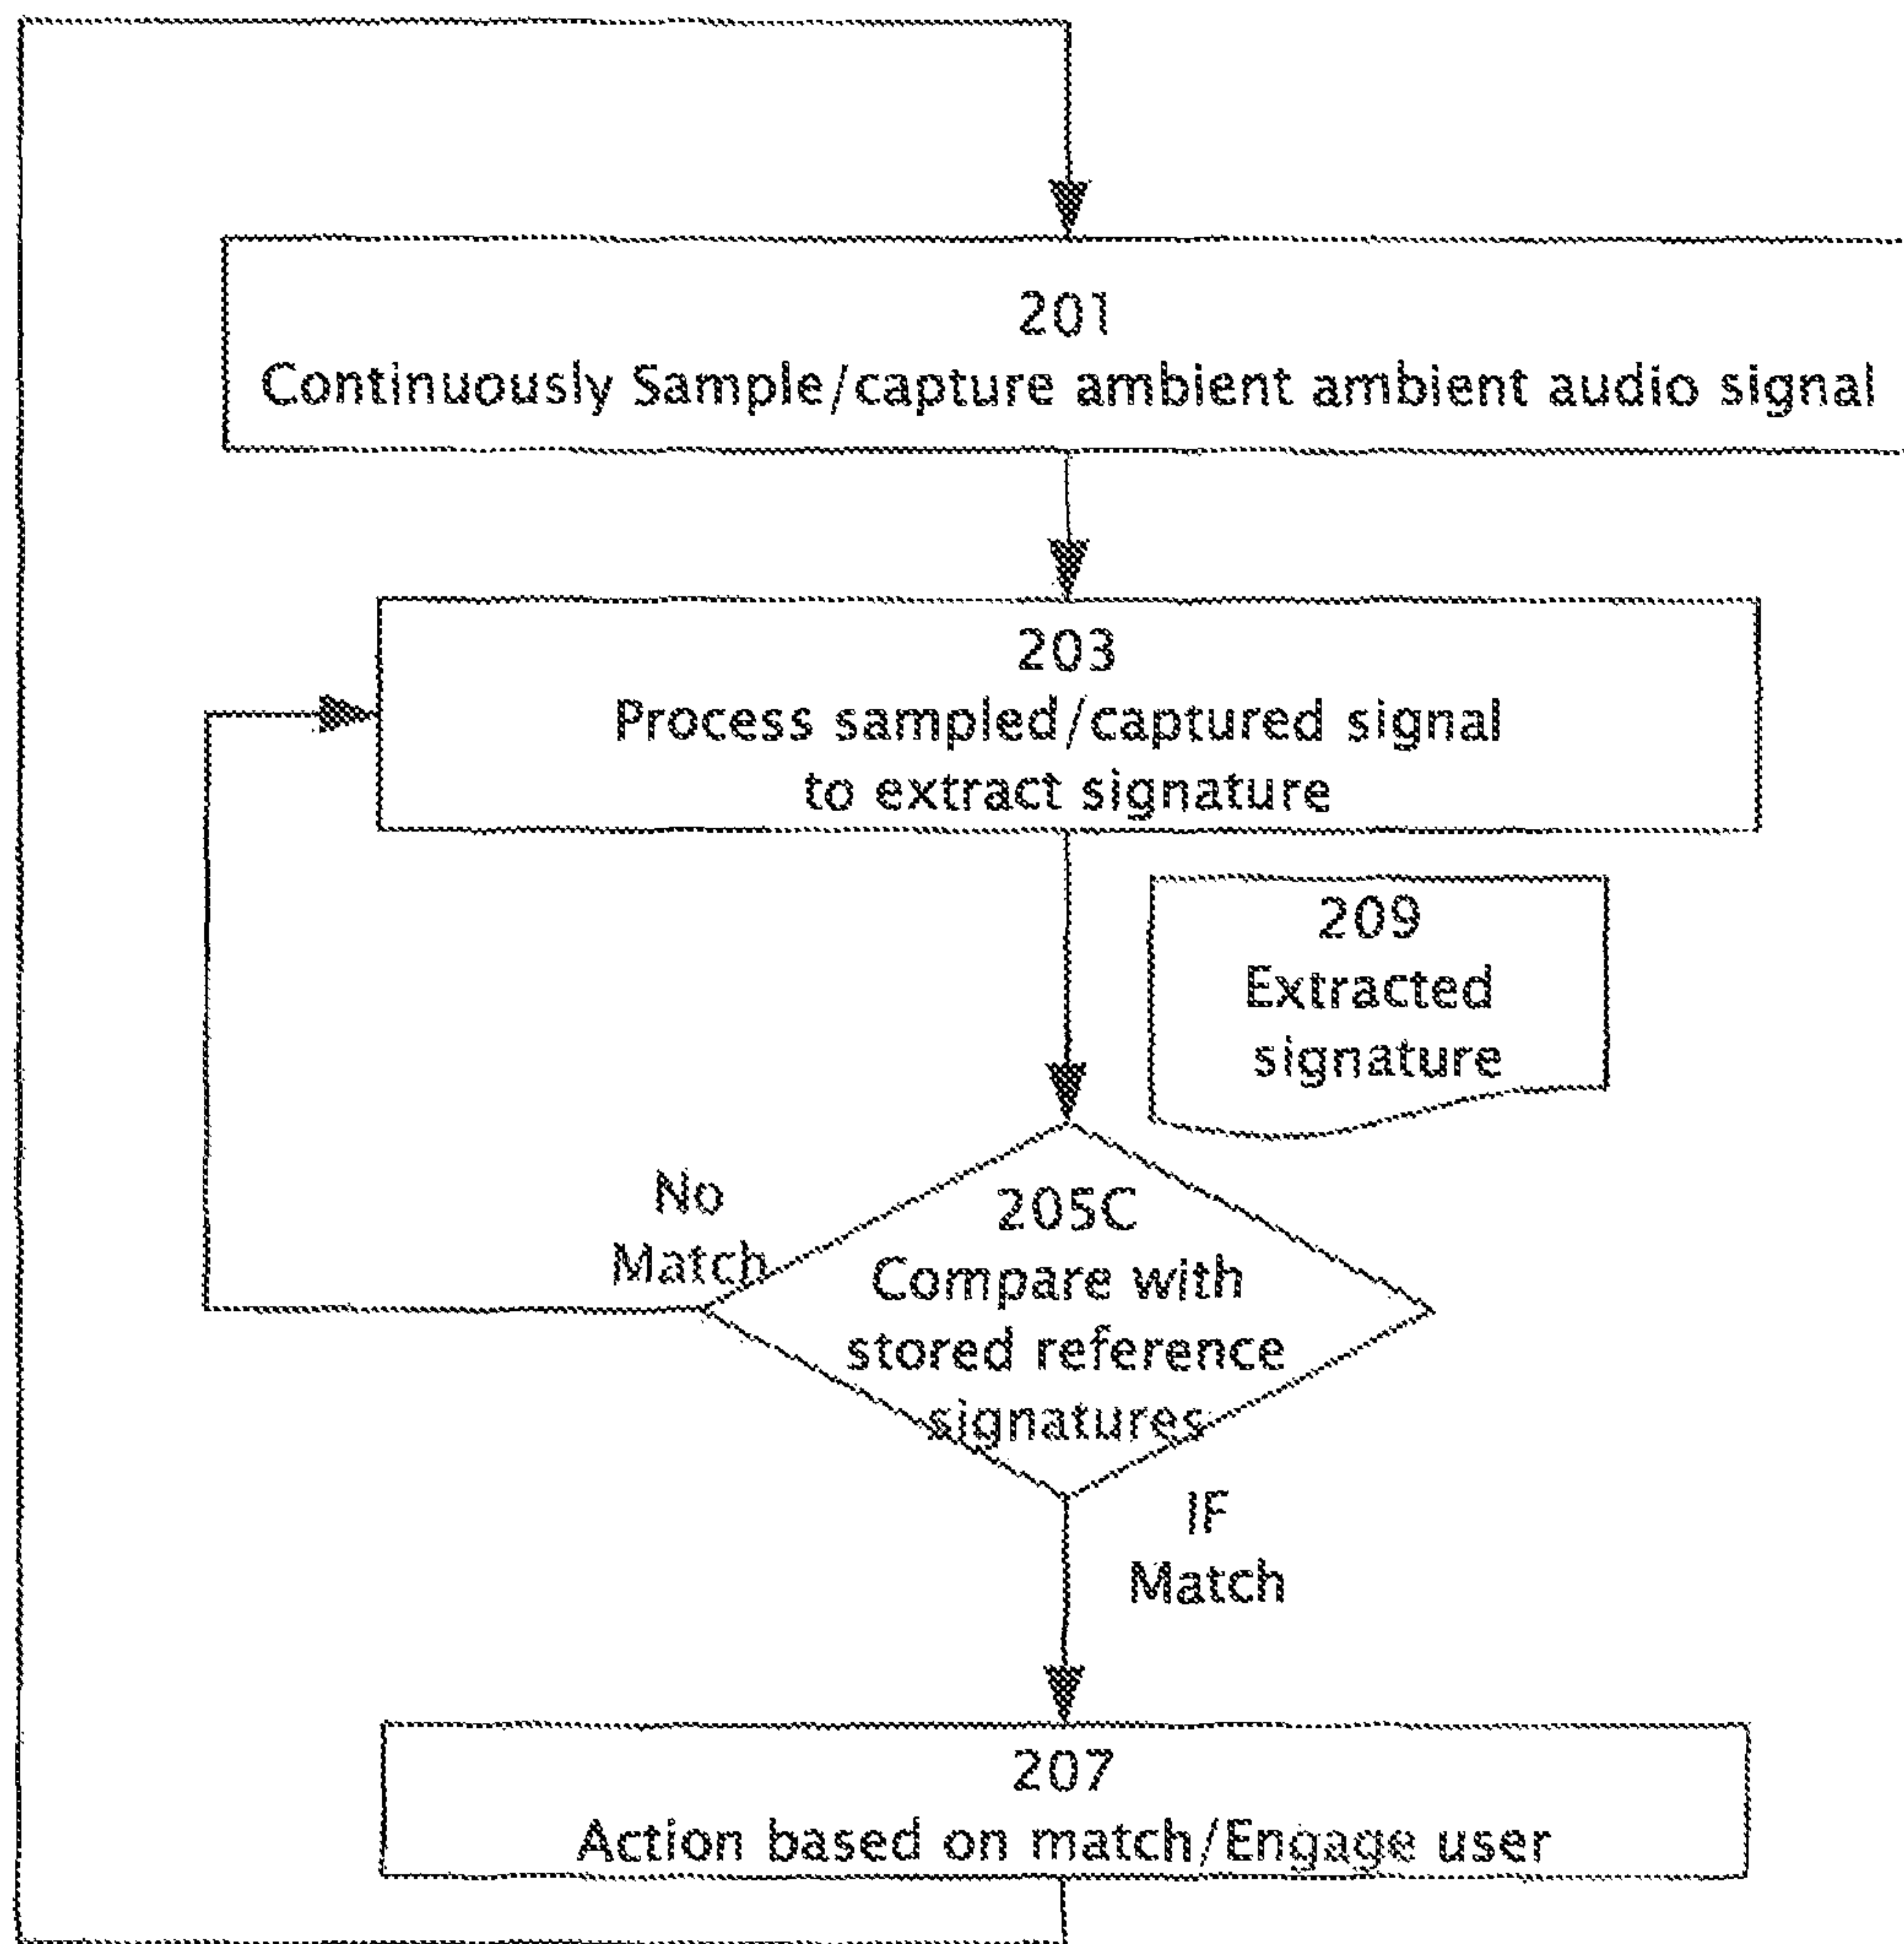 201
Continuously Sample/capture ambient ambient audio signal
203
Process sampled/captured signal
to extract signature
209
Extracted
signature
No
Match
205C
Compare with
stored reference
signatures
IF
Match
207
Action based on match/Engage user